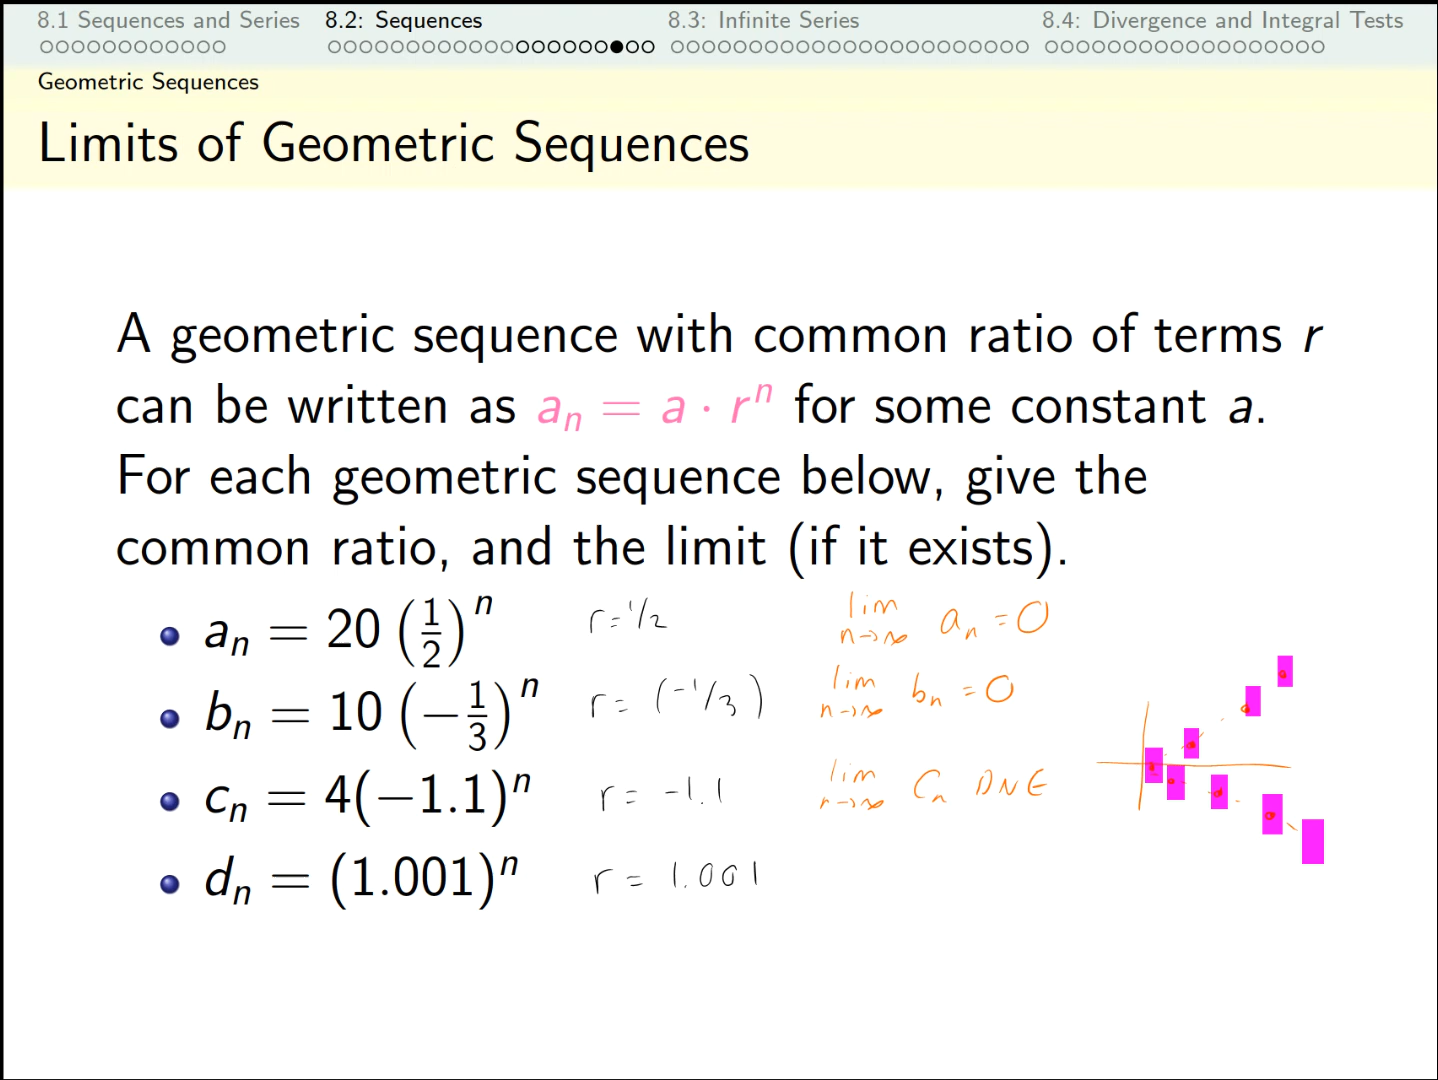 8.1 Sequences and Series 8.2: Sequences 8.3: Infinite Series 8.4: Divergence and Integral Tests
Geometric Sequences
Limits of Geometric Sequences
A geometric sequence with common ratio of terms r
can be written as aₙ = a · rⁿ for some constant a.
For each geometric sequence below, give the
common ratio, and the limit (if it exists).
aₙ = 20 (1/2)ⁿ r = 1/2 lim n→∞ aₙ = 0
bₙ = 10 (−1/3)ⁿ r = (-1/3) lim n→∞ bₙ = 0
cₙ = 4(−1.1)ⁿ r = -1.1 lim n→∞ Cₙ DNE
dₙ = (1.001)ⁿ r = 1.001